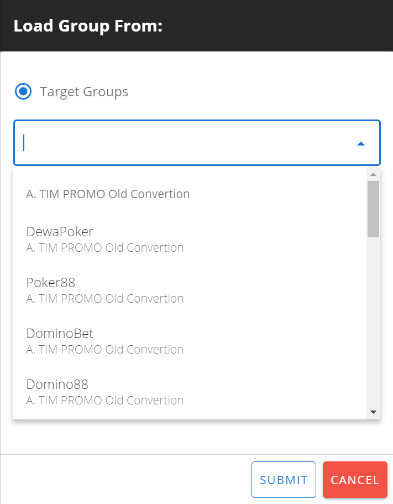 Load Group From:
Target Groups
A. TIM PROMO Old Convertion
DewaPoker
A. TIM PROMO Old Convertion
Poker88
A. TIM PROMO Old Convertion
DominoBet
A. TIM PROMO Old Convertion
Domino88
A. TIM PROMO Old Convertion
SUBMIT CANCEL